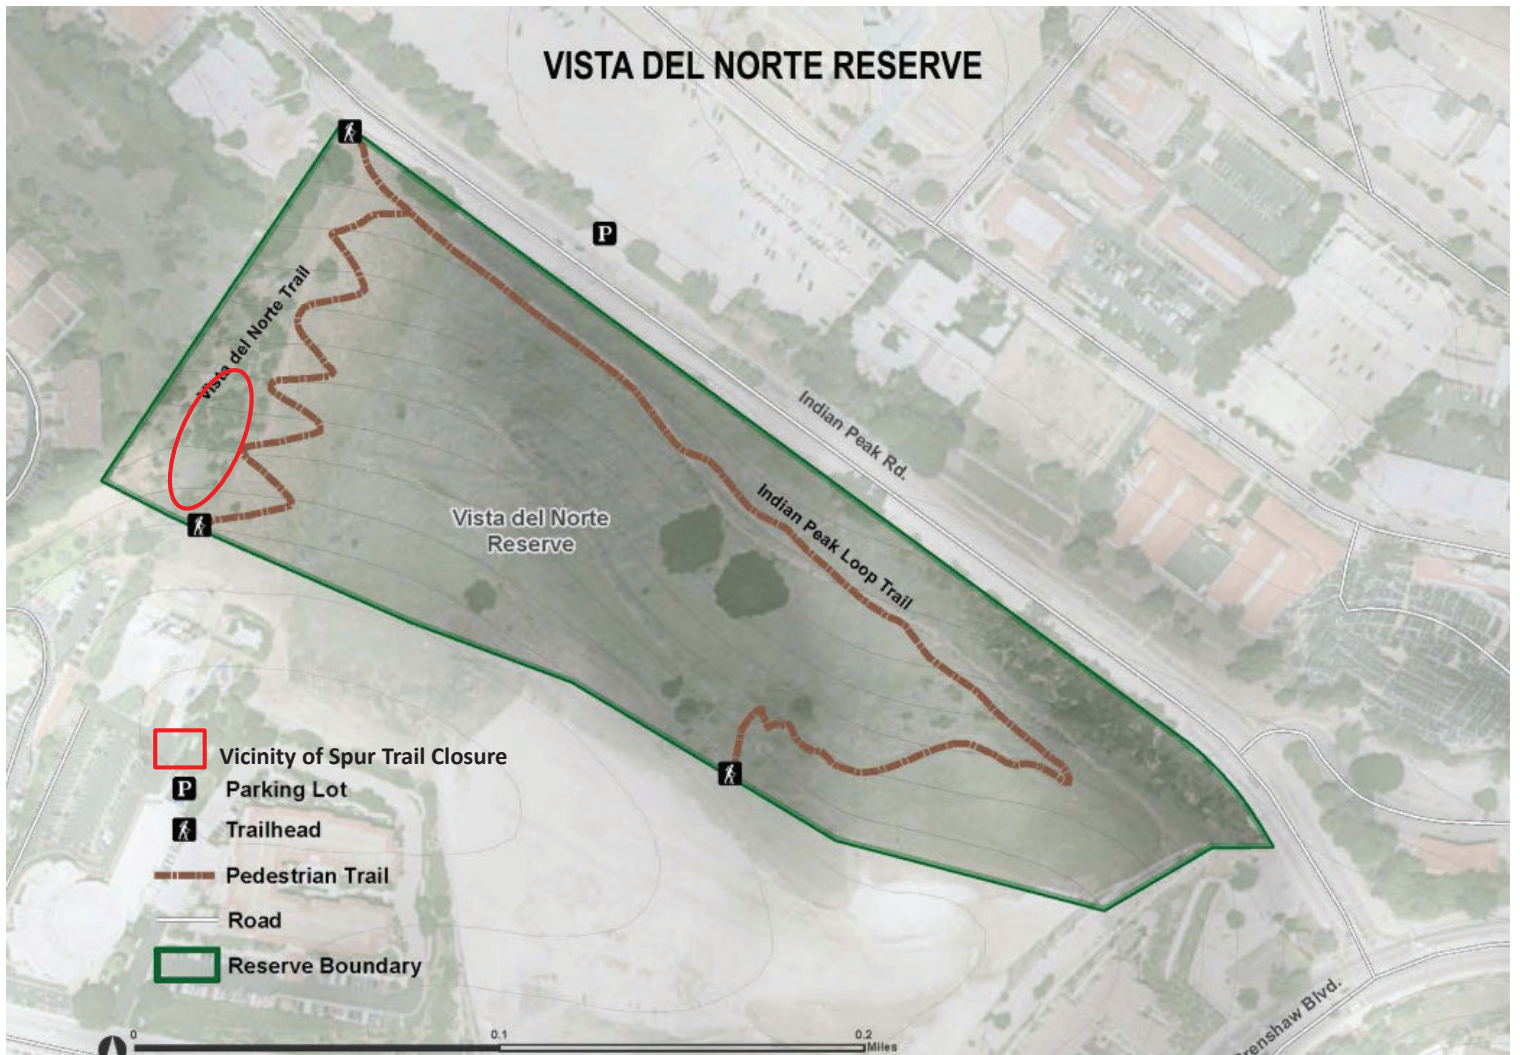 VISTA DEL NORTE RESERVE
P
Vista del Norte Trail
Indian Peak Rd.
Indian Peak Loop Trail
Vista del Norte
Reserve
Vicinity of Spur Trail Closure
P Parking Lot
Trailhead
Pedestrian Trail
Road
Reserve Boundary
Crenshaw Blvd.
0 0.1 0.2
Miles